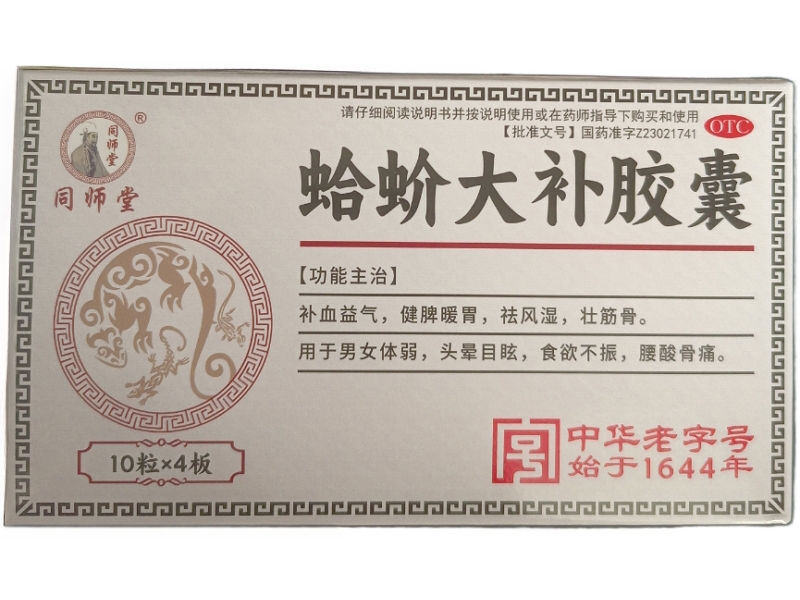 请仔细阅读说明书并按说明使用或在药师指导下购买和使用
【批准文号】国药准字Z23021741
OTC
同师堂
®
同师堂
蛤蚧大补胶囊
【功能主治】
补血益气，健脾暖胃，祛风湿，壮筋骨。
用于男女体弱，头晕目眩，食欲不振，腰酸骨痛。
10粒×4板
中华老字号
始于1644年